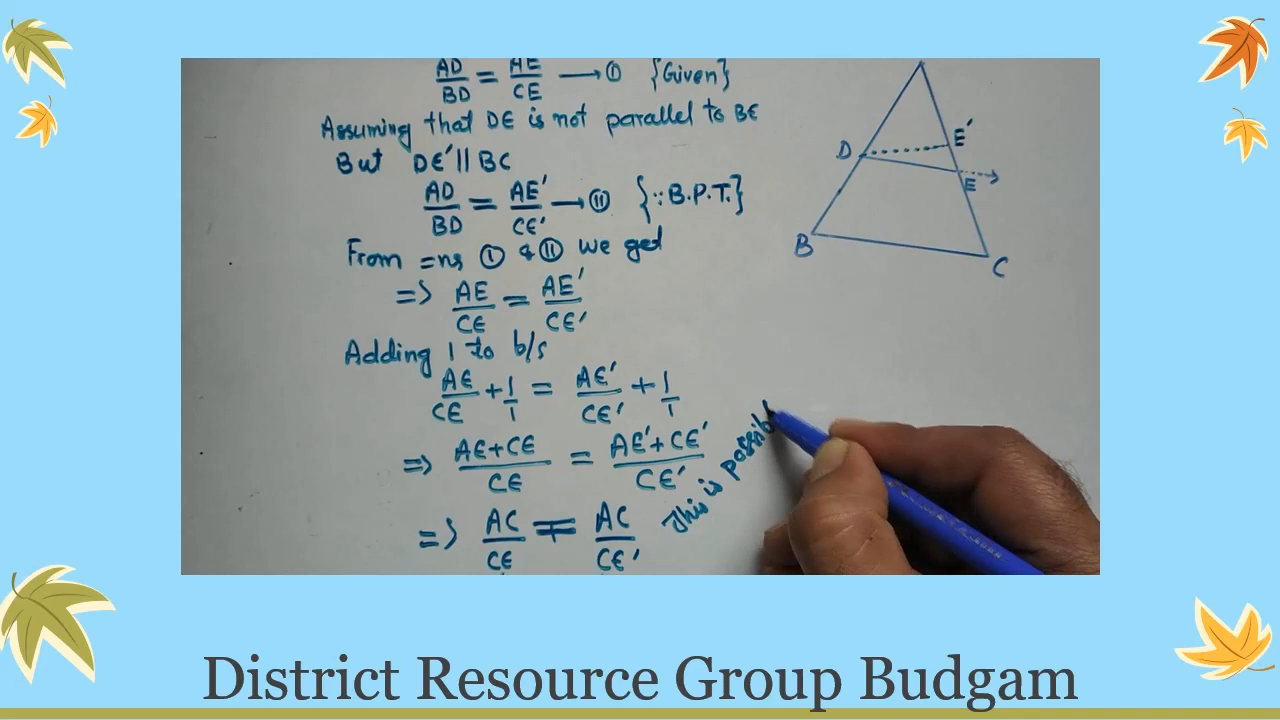 AD/BD = AE/CE → ① {Given}
Assuming that DE is not parallel to BE
But DE′ || BC
AD/BD = AE′/CE′ → ② {∵ B.P.T.}
From =ns ① & ② we get
=> AE/CE = AE′/CE′
Adding 1 to b/s
AE/CE + 1/1 = AE′/CE′ + 1/1
=> AE+CE/CE = AE′+CE′/CE′
=> AC/CE = AC/CE′
This is possib
D
E′
E
B
C
District Resource Group Budgam